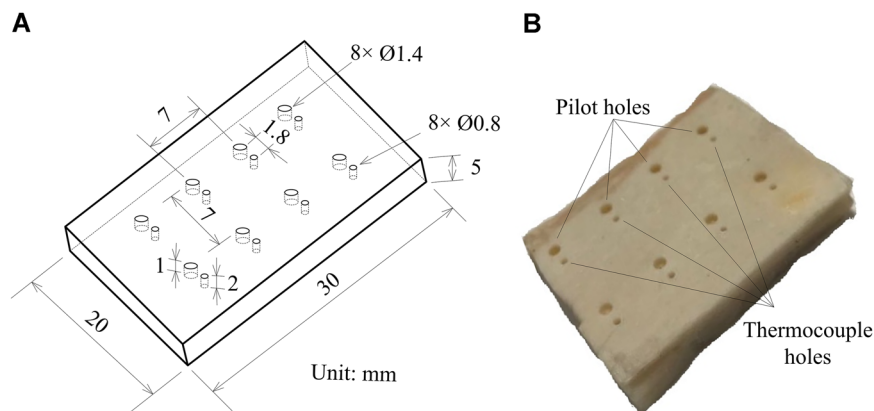 A
8× Ø1.4
7
1.8
8× Ø0.8
5
7
1
2
30
20
Unit: mm
B
Pilot holes
Thermocouple
holes